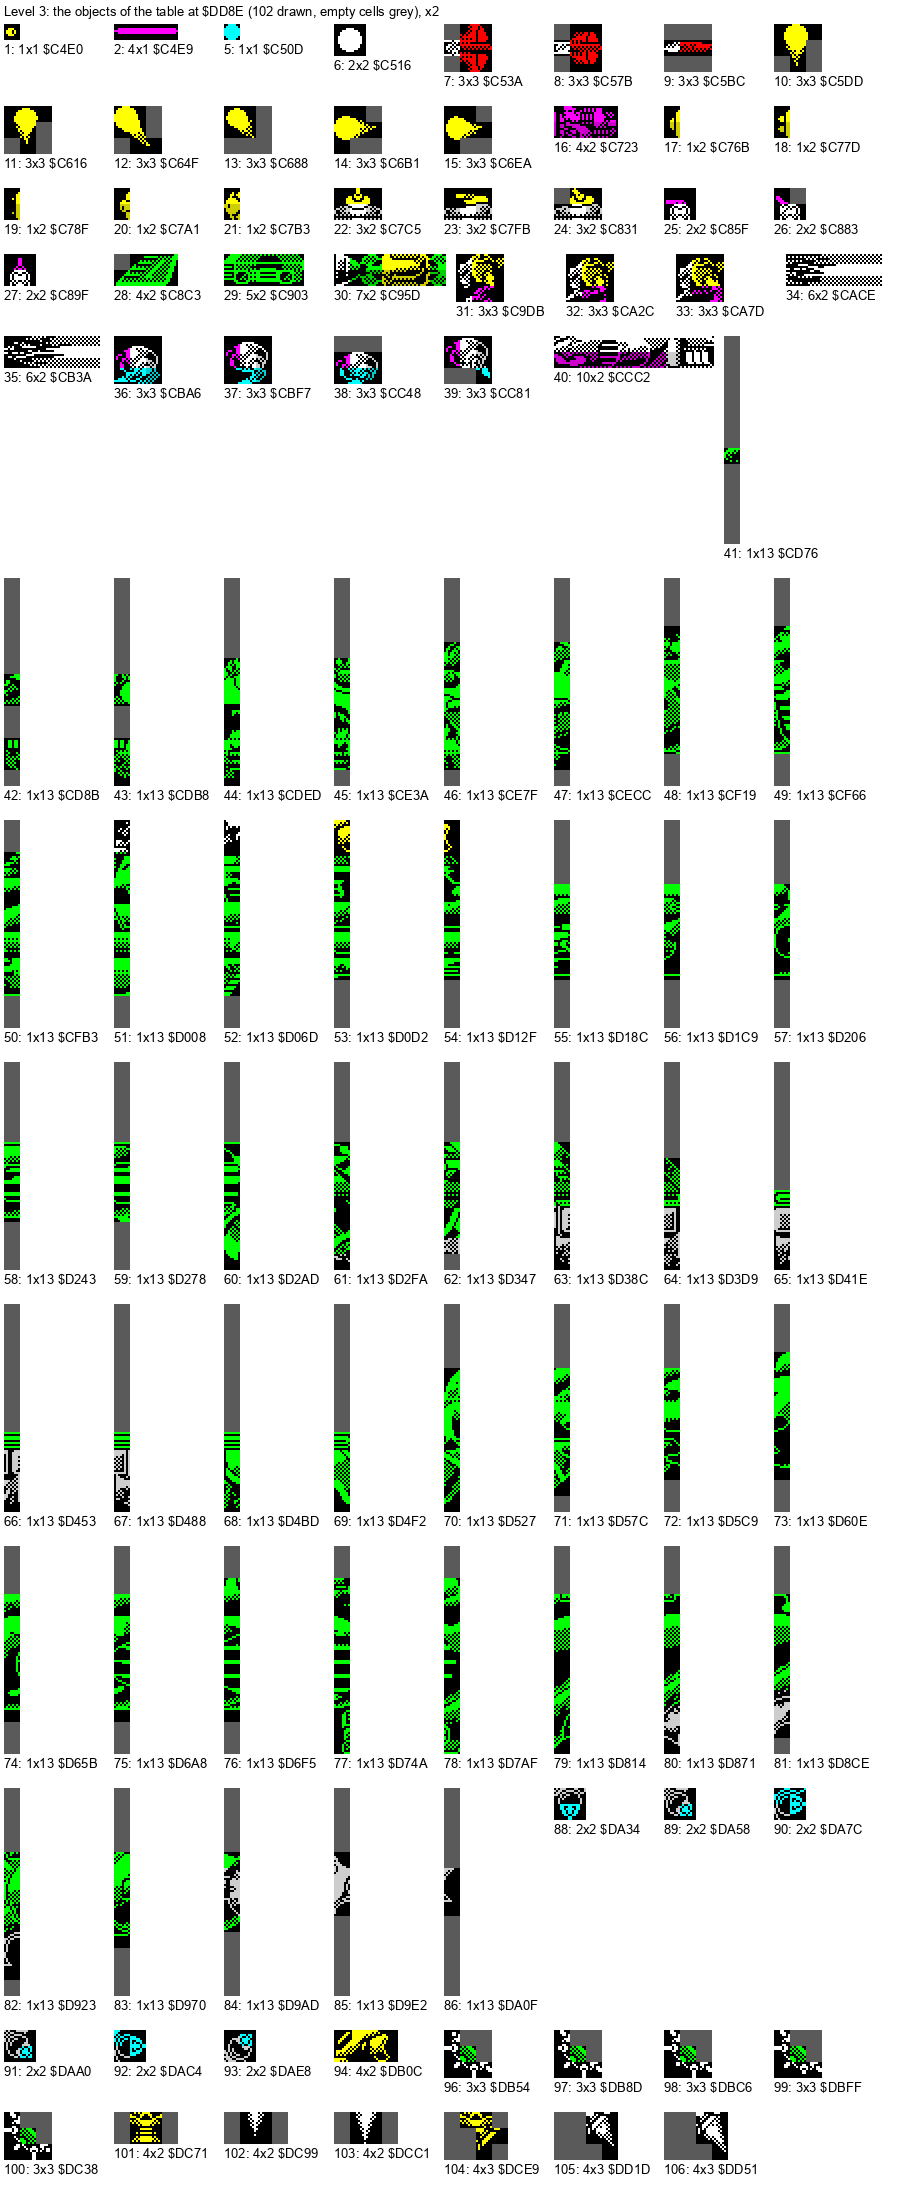 Level 3: the objects of the table at $DD8E (102 drawn, empty cells grey), x2
1: 1x1 $C4E0
2: 4x1 $C4E9
5: 1x1 $C50D
6: 2x2 $C516
7: 3x3 $C53A
8: 3x3 $C57B
9: 3x3 $C5BC
10: 3x3 $C5DD
11: 3x3 $C616
12: 3x3 $C64F
13: 3x3 $C688
14: 3x3 $C6B1
15: 3x3 $C6EA
16: 4x2 $C723
17: 1x2 $C76B
18: 1x2 $C77D
19: 1x2 $C78F
20: 1x2 $C7A1
21: 1x2 $C7B3
22: 3x2 $C7C5
23: 3x2 $C7FB
24: 3x2 $C831
25: 2x2 $C85F
26: 2x2 $C883
27: 2x2 $C89F
28: 4x2 $C8C3
29: 5x2 $C903
30: 7x2 $C95D
31: 3x3 $C9DB
32: 3x3 $CA2C
33: 3x3 $CA7D
34: 6x2 $CACE
35: 6x2 $CB3A
36: 3x3 $CBA6
37: 3x3 $CBF7
38: 3x3 $CC48
39: 3x3 $CC81
40: 10x2 $CCC2
41: 1x13 $CD76
42: 1x13 $CD8B
43: 1x13 $CDB8
44: 1x13 $CDED
45: 1x13 $CE3A
46: 1x13 $CE7F
47: 1x13 $CECC
48: 1x13 $CF19
49: 1x13 $CF66
50: 1x13 $CFB3
51: 1x13 $D008
52: 1x13 $D06D
53: 1x13 $D0D2
54: 1x13 $D12F
55: 1x13 $D18C
56: 1x13 $D1C9
57: 1x13 $D206
58: 1x13 $D243
59: 1x13 $D278
60: 1x13 $D2AD
61: 1x13 $D2FA
62: 1x13 $D347
63: 1x13 $D38C
64: 1x13 $D3D9
65: 1x13 $D41E
66: 1x13 $D453
67: 1x13 $D488
68: 1x13 $D4BD
69: 1x13 $D4F2
70: 1x13 $D527
71: 1x13 $D57C
72: 1x13 $D5C9
73: 1x13 $D60E
74: 1x13 $D65B
75: 1x13 $D6A8
76: 1x13 $D6F5
77: 1x13 $D74A
78: 1x13 $D7AF
79: 1x13 $D814
80: 1x13 $D871
81: 1x13 $D8CE
82: 1x13 $D923
83: 1x13 $D970
84: 1x13 $D9AD
85: 1x13 $D9E2
86: 1x13 $DA0F
88: 2x2 $DA34
89: 2x2 $DA58
90: 2x2 $DA7C
91: 2x2 $DAA0
92: 2x2 $DAC4
93: 2x2 $DAE8
94: 4x2 $DB0C
96: 3x3 $DB54
97: 3x3 $DB8D
98: 3x3 $DBC6
99: 3x3 $DBFF
100: 3x3 $DC38
101: 4x2 $DC71
102: 4x2 $DC99
103: 4x2 $DCC1
104: 4x3 $DCE9
105: 4x3 $DD1D
106: 4x3 $DD51